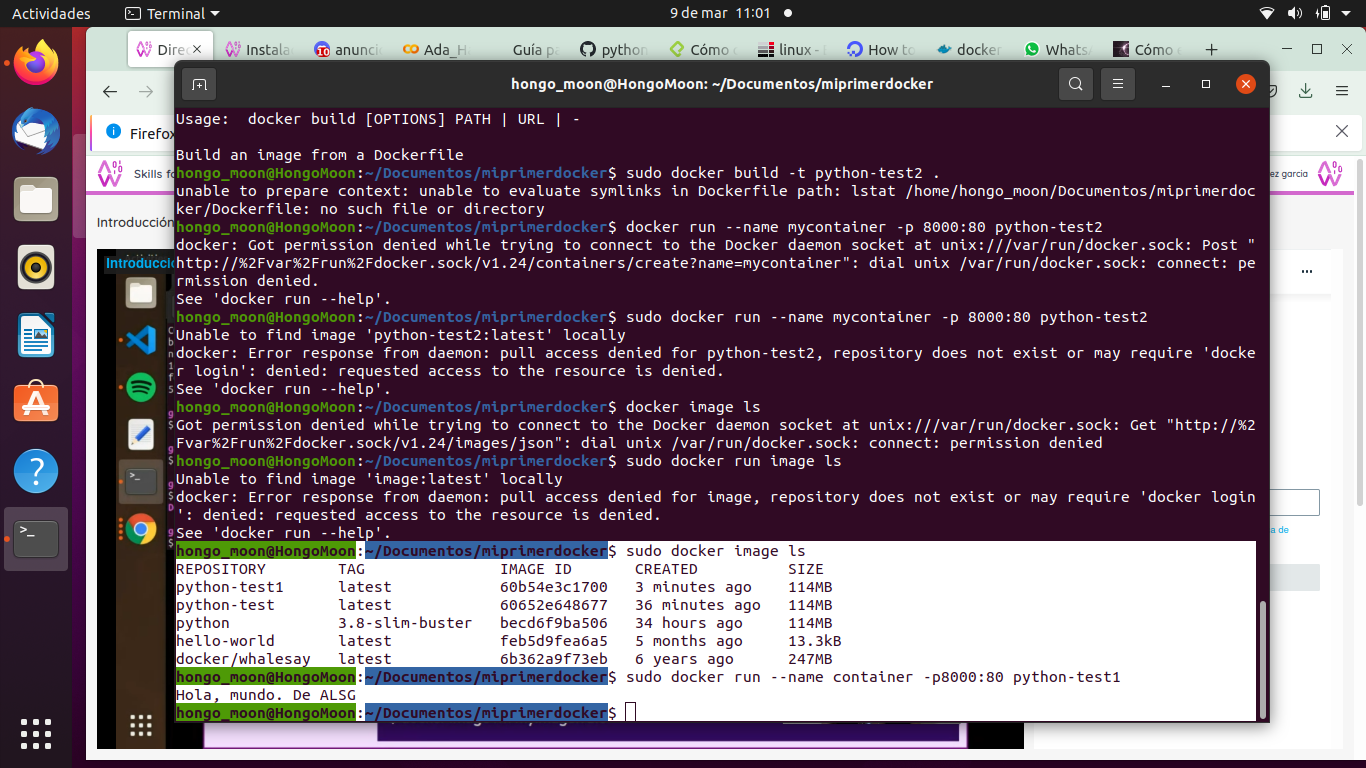 Actividades
Terminal
9 de mar 11:01
Direc
Instala
anunci
Ada_H
Guía pa
python
Cómo
linux -
How to
docker
Whats
Cómo
hongo_moon@HongoMoon: ~/Documentos/miprimerdocker
Firefox
Skills fo
ez garcia
Introducción
Introducció
a de
Usage:  docker build [OPTIONS] PATH | URL | -
Build an image from a Dockerfile
hongo_moon@HongoMoon:~/Documentos/miprimerdocker$ sudo docker build -t python-test2 .
unable to prepare context: unable to evaluate symlinks in Dockerfile path: lstat /home/hongo_moon/Documentos/miprimerdoc
ker/Dockerfile: no such file or directory
hongo_moon@HongoMoon:~/Documentos/miprimerdocker$ docker run --name mycontainer -p 8000:80 python-test2
docker: Got permission denied while trying to connect to the Docker daemon socket at unix:///var/run/docker.sock: Post "
http://%2Fvar%2Frun%2Fdocker.sock/v1.24/containers/create?name=mycontainer": dial unix /var/run/docker.sock: connect: pe
rmission denied.
See 'docker run --help'.
hongo_moon@HongoMoon:~/Documentos/miprimerdocker$ sudo docker run --name mycontainer -p 8000:80 python-test2
Unable to find image 'python-test2:latest' locally
docker: Error response from daemon: pull access denied for python-test2, repository does not exist or may require 'docke
r login': denied: requested access to the resource is denied.
See 'docker run --help'.
hongo_moon@HongoMoon:~/Documentos/miprimerdocker$ docker image ls
Got permission denied while trying to connect to the Docker daemon socket at unix:///var/run/docker.sock: Get "http://%2
Fvar%2Frun%2Fdocker.sock/v1.24/images/json": dial unix /var/run/docker.sock: connect: permission denied
hongo_moon@HongoMoon:~/Documentos/miprimerdocker$ sudo docker run image ls
Unable to find image 'image:latest' locally
docker: Error response from daemon: pull access denied for image, repository does not exist or may require 'docker login
': denied: requested access to the resource is denied.
See 'docker run --help'.
hongo_moon@HongoMoon:~/Documentos/miprimerdocker$ sudo docker image ls
REPOSITORY        TAG               IMAGE ID       CREATED          SIZE
python-test1      latest            60b54e3c1700   3 minutes ago    114MB
python-test       latest            60652e648677   36 minutes ago   114MB
python            3.8-slim-buster   becd6f9ba506   34 hours ago     114MB
hello-world       latest            feb5d9fea6a5   5 months ago     13.3kB
docker/whalesay   latest            6b362a9f73eb   6 years ago      247MB
hongo_moon@HongoMoon:~/Documentos/miprimerdocker$ sudo docker run --name container -p8000:80 python-test1
Hola, mundo. De ALSG
hongo_moon@HongoMoon:~/Documentos/miprimerdocker$